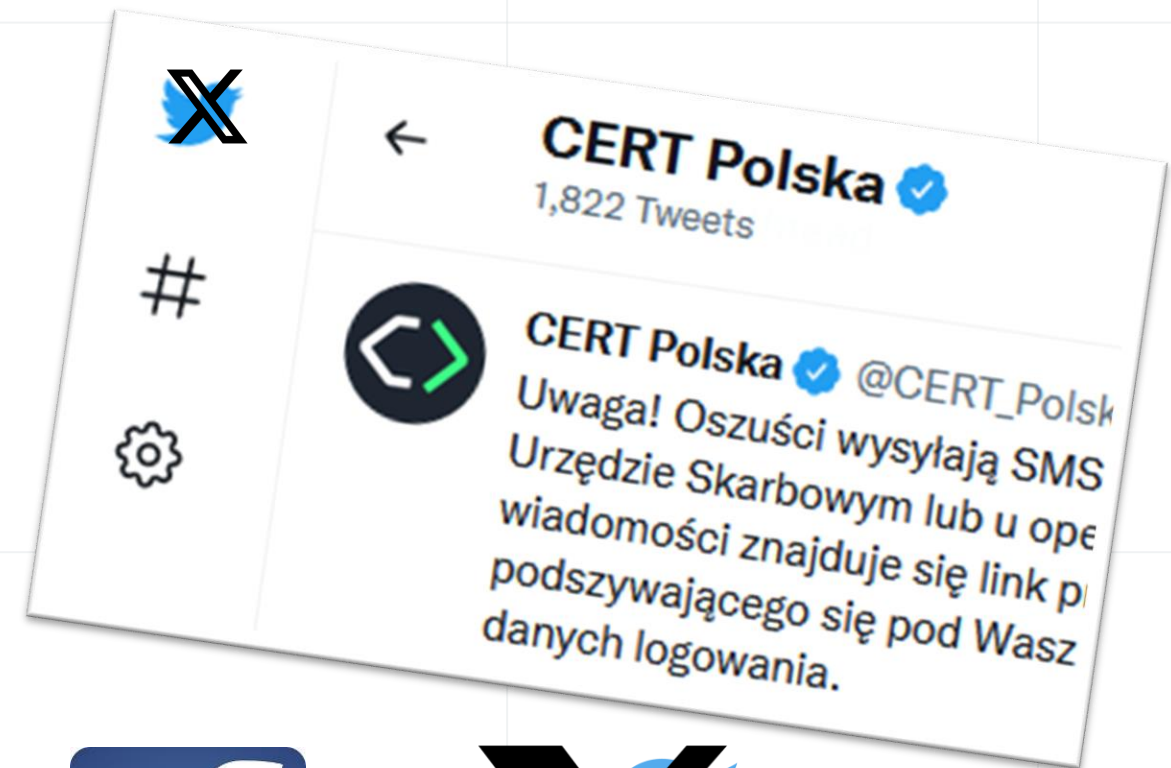 CERT Polska
1,822 Tweets
CERT Polska @CERT_Polsk
Uwaga! Oszuści wysyłają SMS
Urzędzie Skarbowym lub u ope
wiadomości znajduje się link p
podszywającego się pod Wasz
danych logowania.